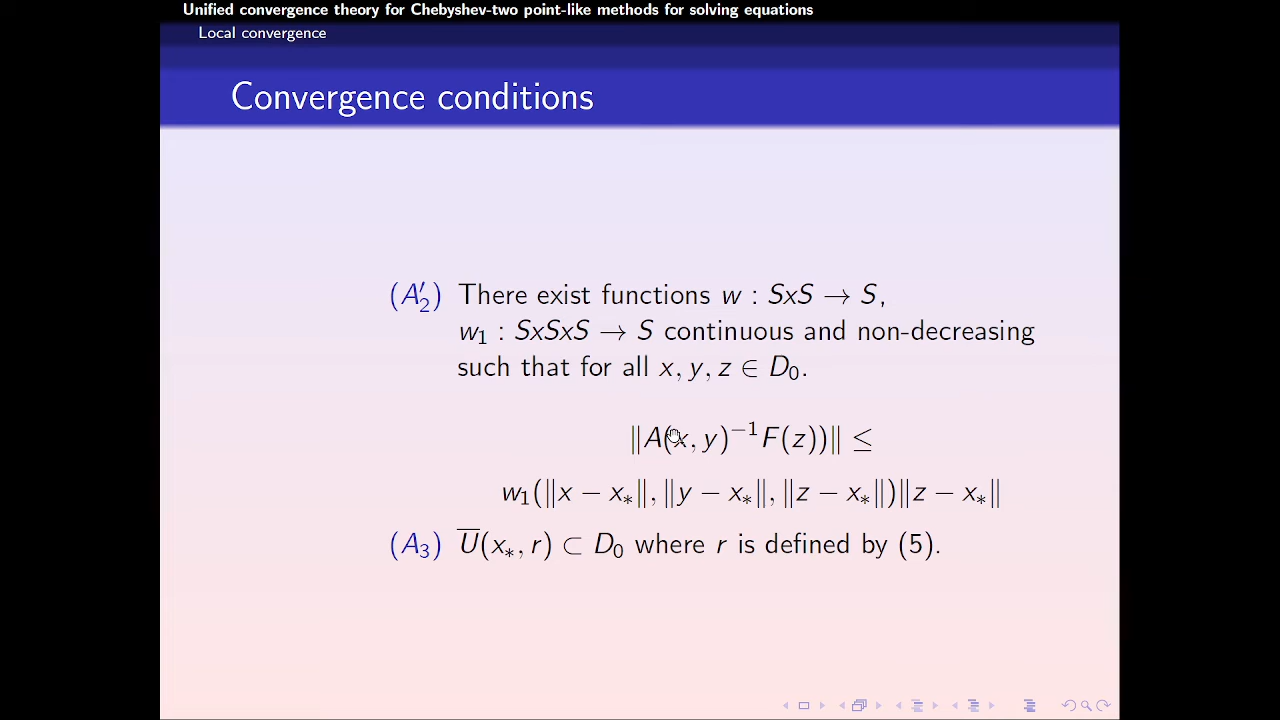 Unified convergence theory for Chebyshev-two point-like methods for solving equations
Local convergence
Convergence conditions
(A′₂) There exist functions w : SxS → S,
w₁ : SxSxS → S continuous and non-decreasing
such that for all x, y, z ∈ D₀.
‖A(x, y)⁻¹F(z))‖ ≤
w₁(‖x − x∗‖, ‖y − x∗‖, ‖z − x∗‖)‖z − x∗‖
(A₃) U̅(x∗, r) ⊂ D₀ where r is defined by (5).